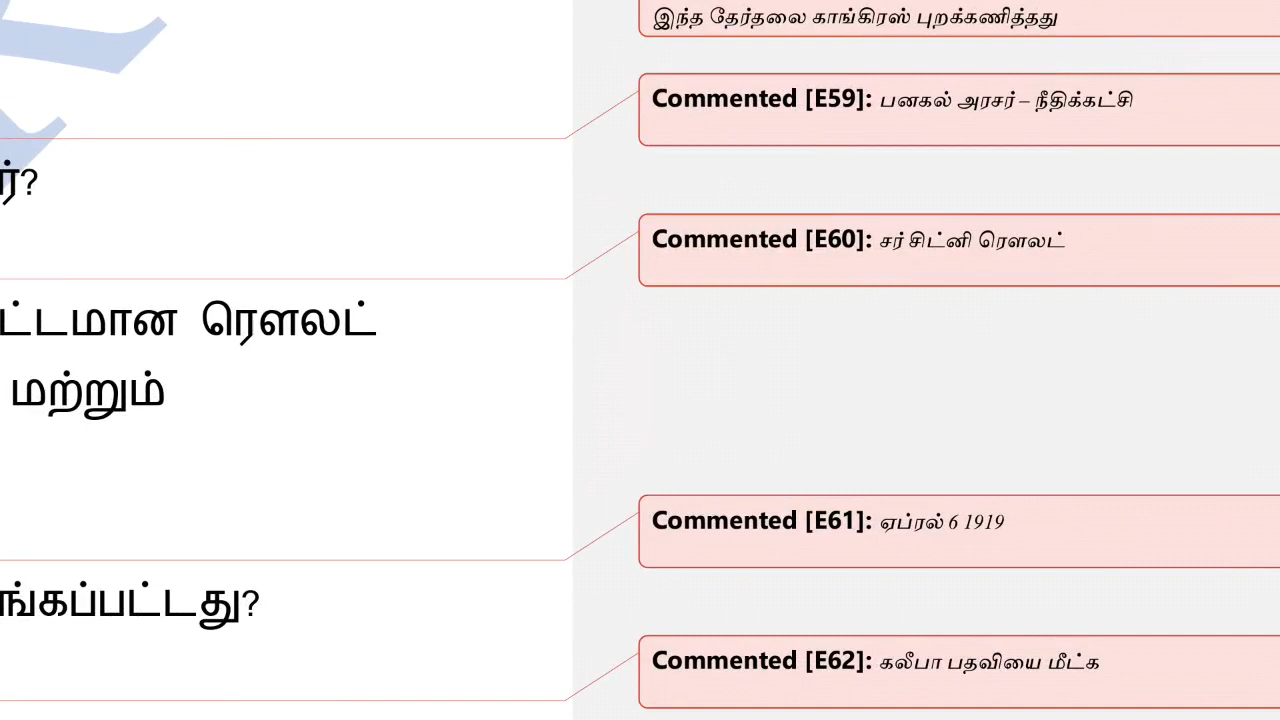 இந்த தேர்தலை காங்கிரஸ் புறக்கணித்தது
Commented [E59]: பனகல் அரசர் – நீதிக்கட்சி
ர்?
Commented [E60]: சர் சிட்னி ரௌலட்
ட்டமான ரௌலட்
மற்றும்
Commented [E61]: ஏப்ரல் 6 1919
ங்கப்பட்டது?
Commented [E62]: கலீபா பதவியை மீட்க